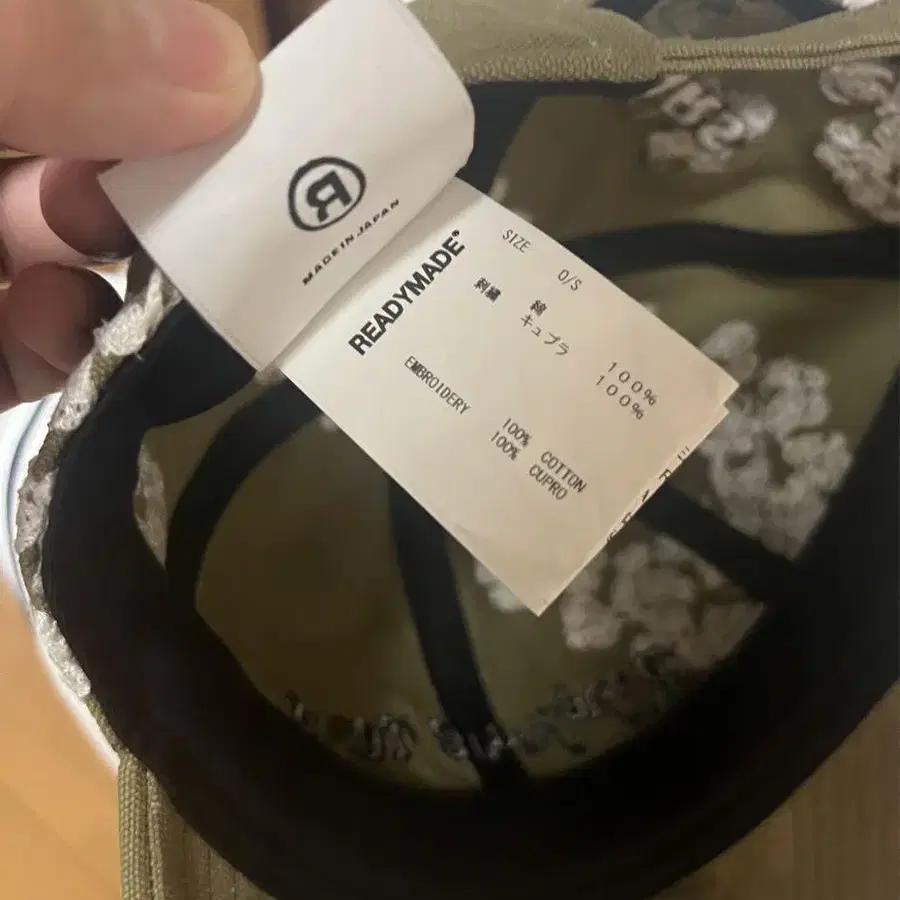 R
MADE IN JAPAN
READYMADE®
SIZE O/S
綿 100%
刺繍 キュプラ 100%
100% COTTON
EMBROIDERY 100% CUPRO